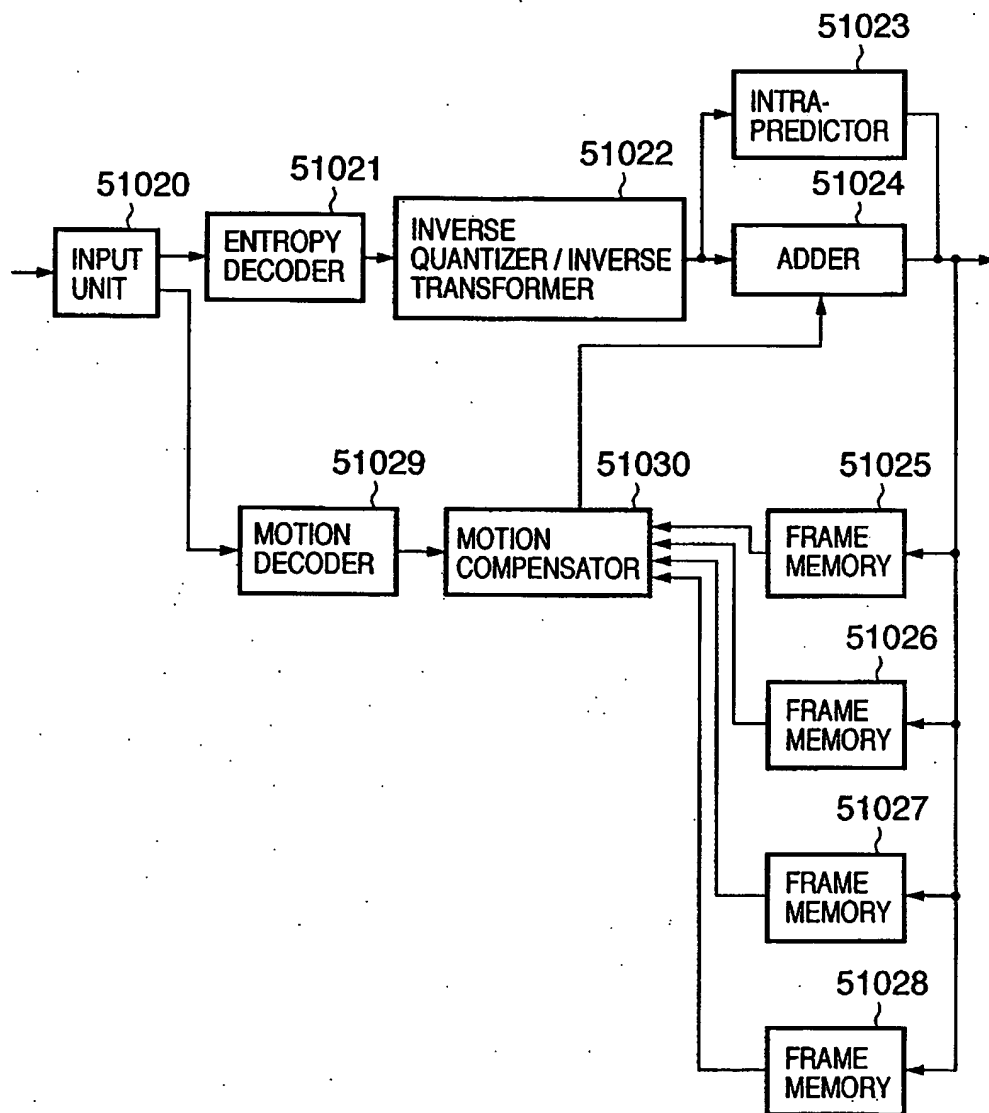 51023
INTRA-
PREDICTOR
51022
51024
51021
51020
ENTROPY
DECODER
INVERSE
QUANTIZER / INVERSE
TRANSFORMER
ADDER
INPUT
UNIT
51029
51030
51025
MOTION
DECODER
MOTION
COMPENSATOR
FRAME
MEMORY
51026
FRAME
MEMORY
51027
FRAME
MEMORY
51028
FRAME
MEMORY